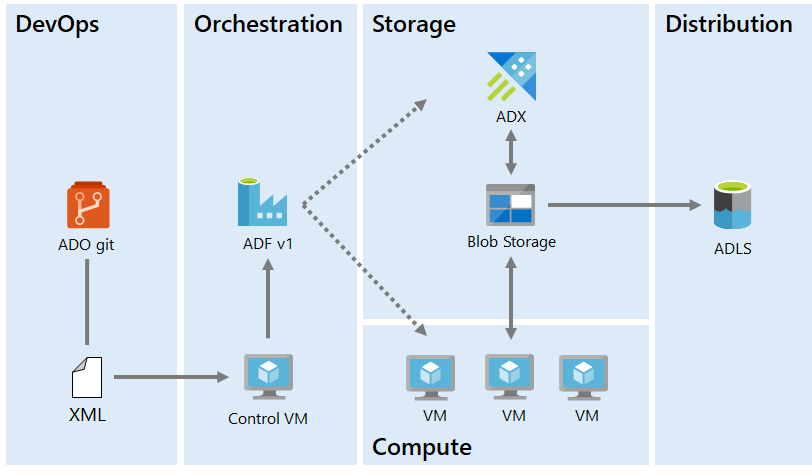 DevOps
Orchestration
Storage
Distribution
ADX
ADO git
ADF v1
Blob Storage
ADLS
XML
Control VM
VM
VM
VM
Compute